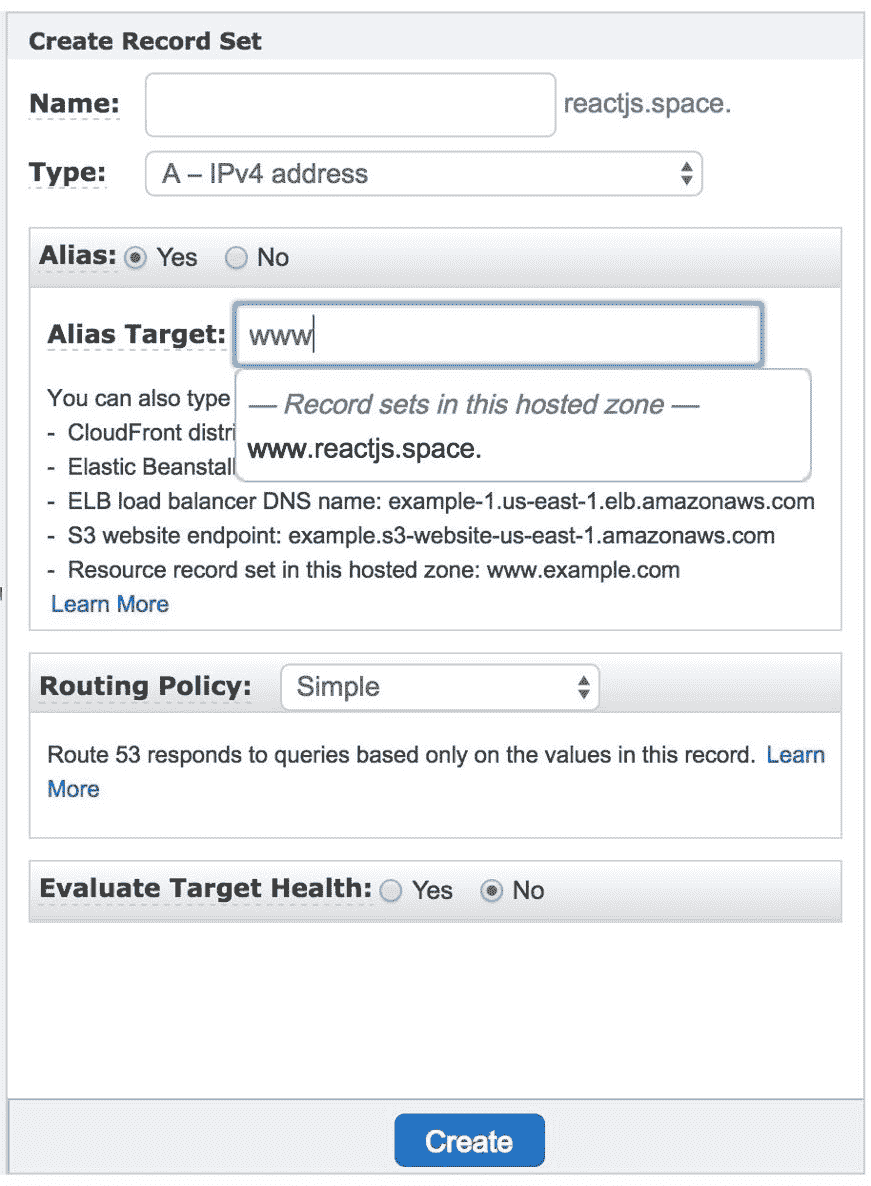 Create Record Set
Name: reactjs.space.
Type: A – IPv4 address
Alias: Yes No
Alias Target: www
You can also type
— Record sets in this hosted zone —
- CloudFront distri
www.reactjs.space.
- Elastic Beanstal
- ELB load balancer DNS name: example-1.us-east-1.elb.amazonaws.com
- S3 website endpoint: example.s3-website-us-east-1.amazonaws.com
- Resource record set in this hosted zone: www.example.com
Learn More
Routing Policy: Simple
Route 53 responds to queries based only on the values in this record. Learn
More
Evaluate Target Health: Yes No
Create